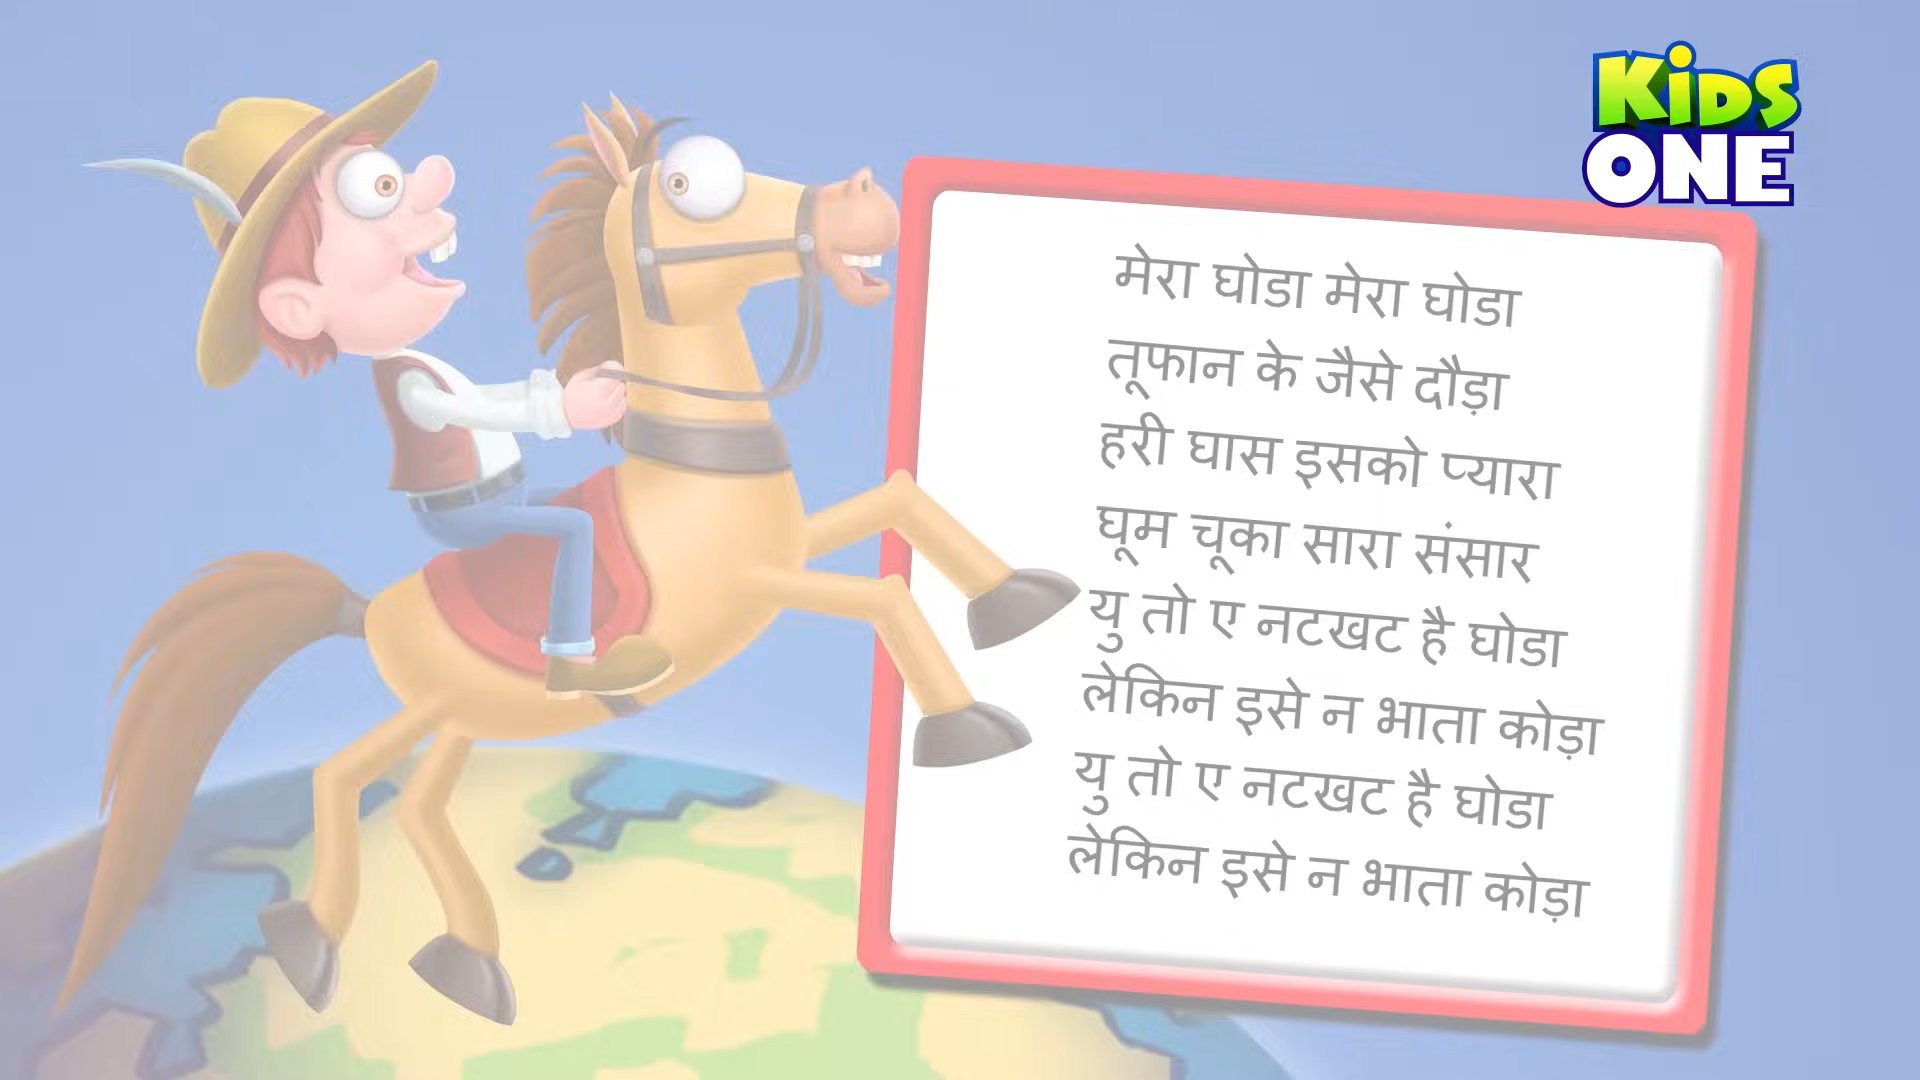 KiDS
ONE
मेरा घोडा मेरा घोडा
तूफान के जैसे दौड़ा
हरी घास इसको प्यारा
घूम चूका सारा संसार
यु तो ए नटखट है घोडा
लेकिन इसे न भाता कोड़ा
यु तो ए नटखट है घोडा
लेकिन इसे न भाता कोड़ा